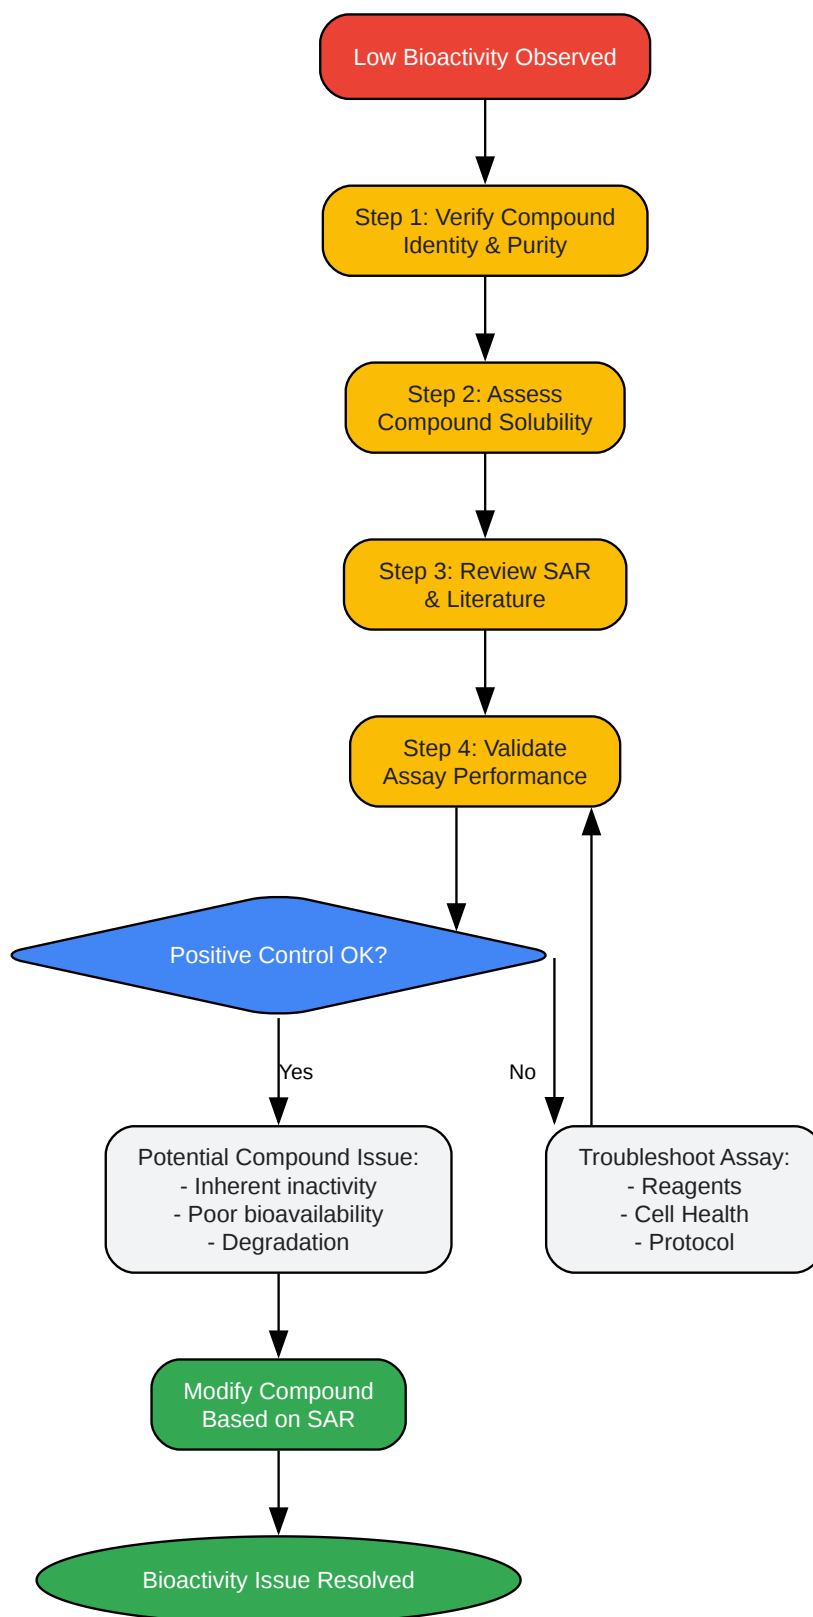 Low Bioactivity Observed
Step 1: Verify Compound
Identity & Purity
Step 2: Assess
Compound Solubility
Step 3: Review SAR
& Literature
Step 4: Validate
Assay Performance
Positive Control OK?
Yes
No
Potential Compound Issue:
- Inherent inactivity
- Poor bioavailability
- Degradation
Troubleshoot Assay:
- Reagents
- Cell Health
- Protocol
Modify Compound
Based on SAR
Bioactivity Issue Resolved